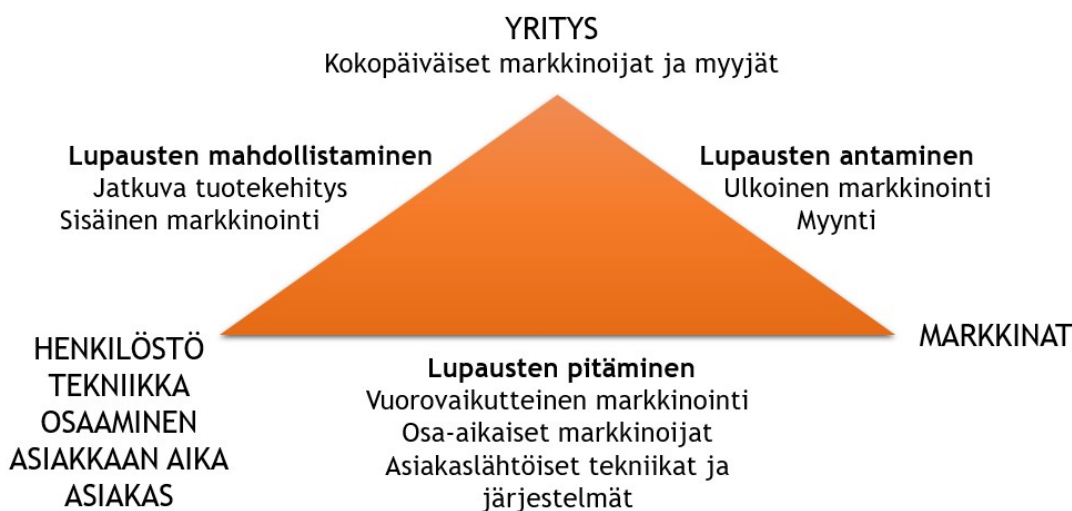 YRITYS
Kokopäiväiset markkinoijat ja myyjät
Lupausten mahdollistaminen
Jatkuva tuotekehitys
Sisäinen markkinointi
Lupausten antaminen
Ulkoinen markkinointi
Myynti
HENKILÖSTÖ
TEKNIIKKA
OSAAMINEN
ASIAKKAAN AIKA
ASIAKAS
Lupausten pitäminen
Vuorovaikutteinen markkinointi
Osa-aikaiset markkinoijat
Asiakaslähtöiset tekniikat ja
järjestelmät
MARKKINAT